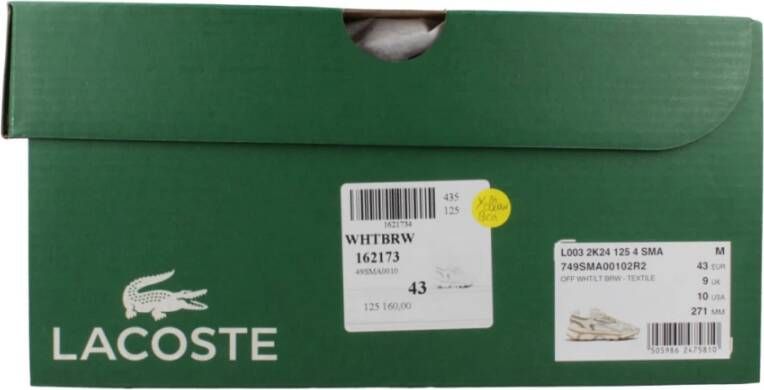 LACOSTE
435
125
1621734
WHTBRW
162173
49SMA0010
43
125 160,00
L003 2K24 125 4 SMA M
749SMA00102R2 43 EUR
OFF WHT/LT BRW - TEXTILE 9 UK
10 USA
271 MM
5059862475810